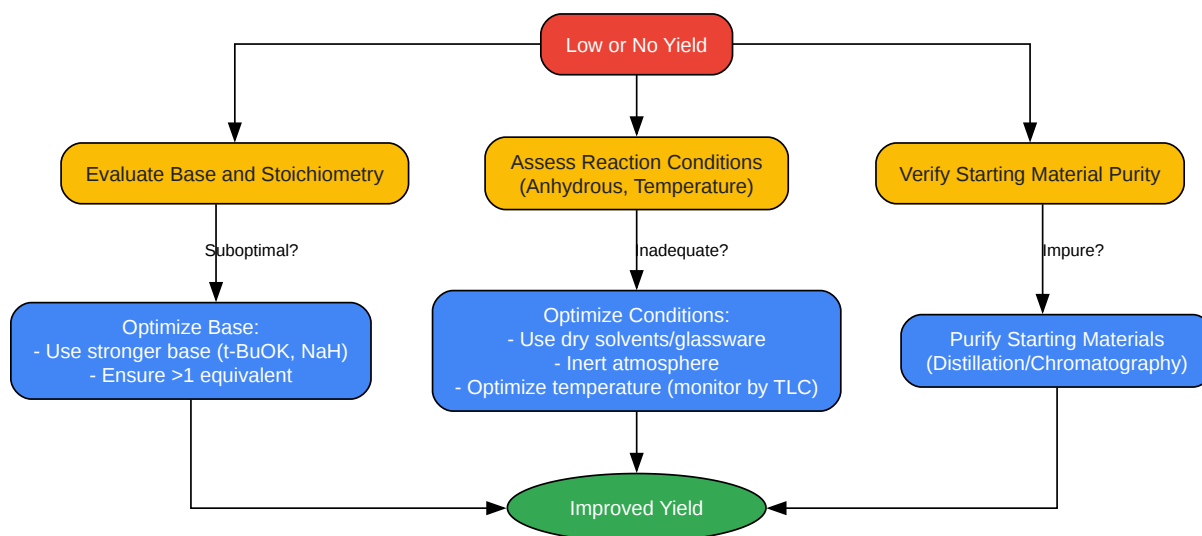 Low or No Yield
Evaluate Base and Stoichiometry
Assess Reaction Conditions
(Anhydrous, Temperature)
Verify Starting Material Purity
Suboptimal?
Inadequate?
Impure?
Optimize Base:
- Use stronger base (t-BuOK, NaH)
- Ensure >1 equivalent
Optimize Conditions:
- Use dry solvents/glassware
- Inert atmosphere
- Optimize temperature (monitor by TLC)
Purify Starting Materials
(Distillation/Chromatography)
Improved Yield